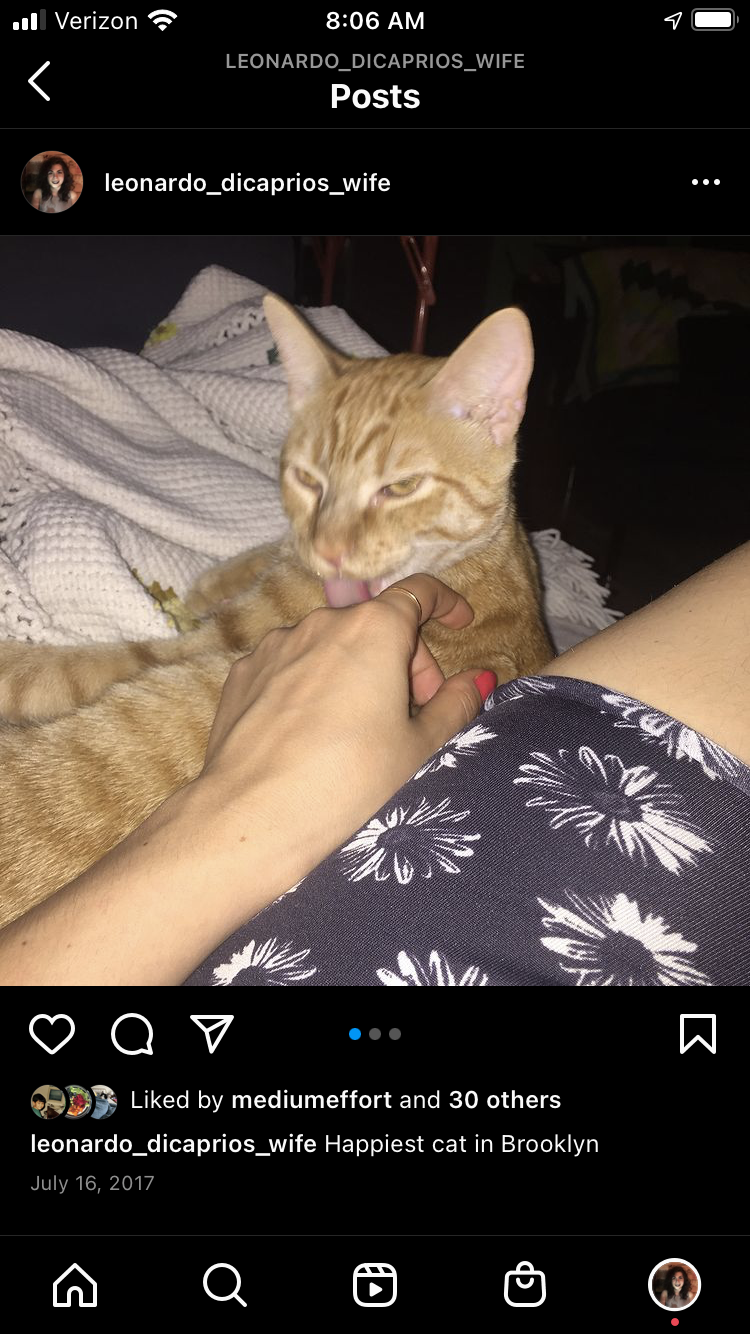 Verizon 8:06 AM
LEONARDO_DICAPRIOS_WIFE
Posts
leonardo_dicaprios_wife
Liked by mediumeffort and 30 others
leonardo_dicaprios_wife Happiest cat in Brooklyn
July 16, 2017